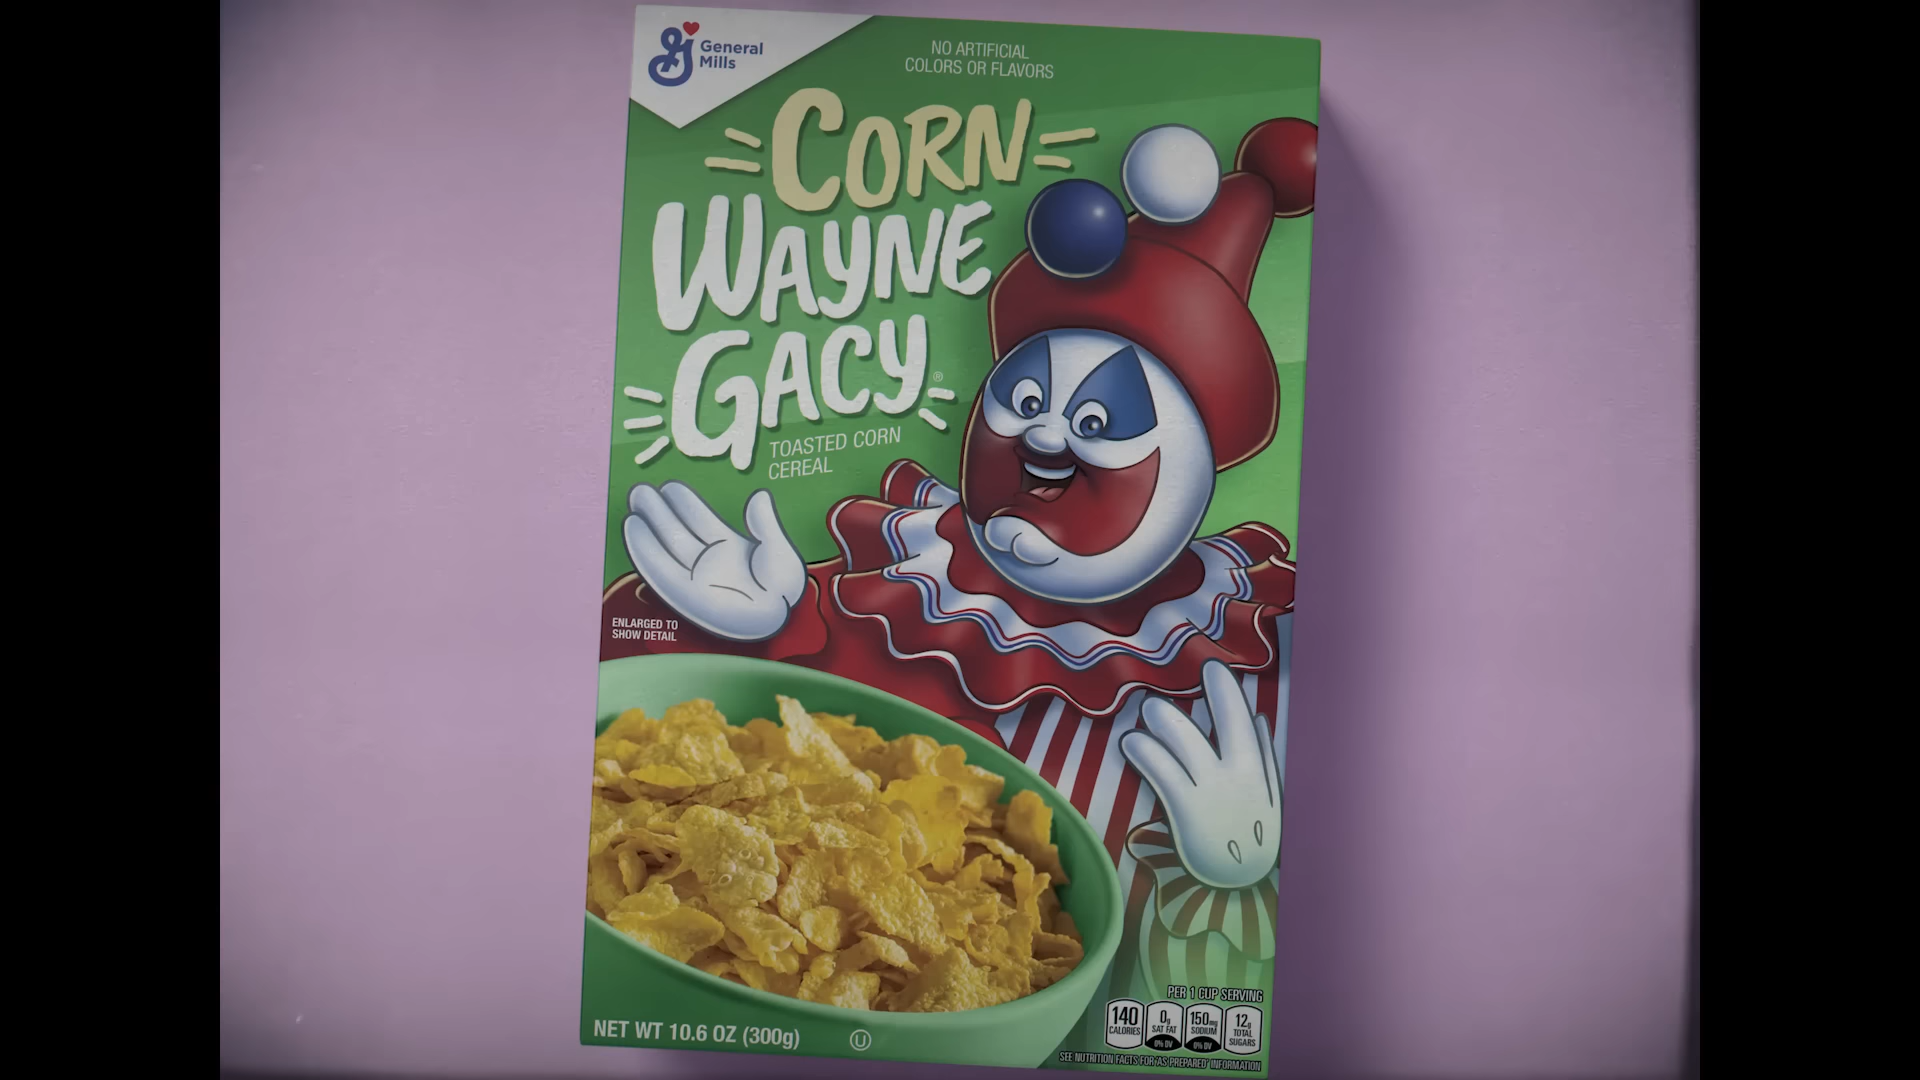 General
Mills
NO ARTIFICIAL
COLORS OR FLAVORS
CORN
WAYNE
GACY®
TOASTED CORN
CEREAL
ENLARGED TO
SHOW DETAIL
NET WT 10.6 OZ (300g)
U
PER 1 CUP SERVING
140
CALORIES
0g
SAT FAT
0% DV
150mg
SODIUM
6% DV
12g
TOTAL
SUGARS
SEE NUTRITION FACTS FOR "AS PREPARED" INFORMATION